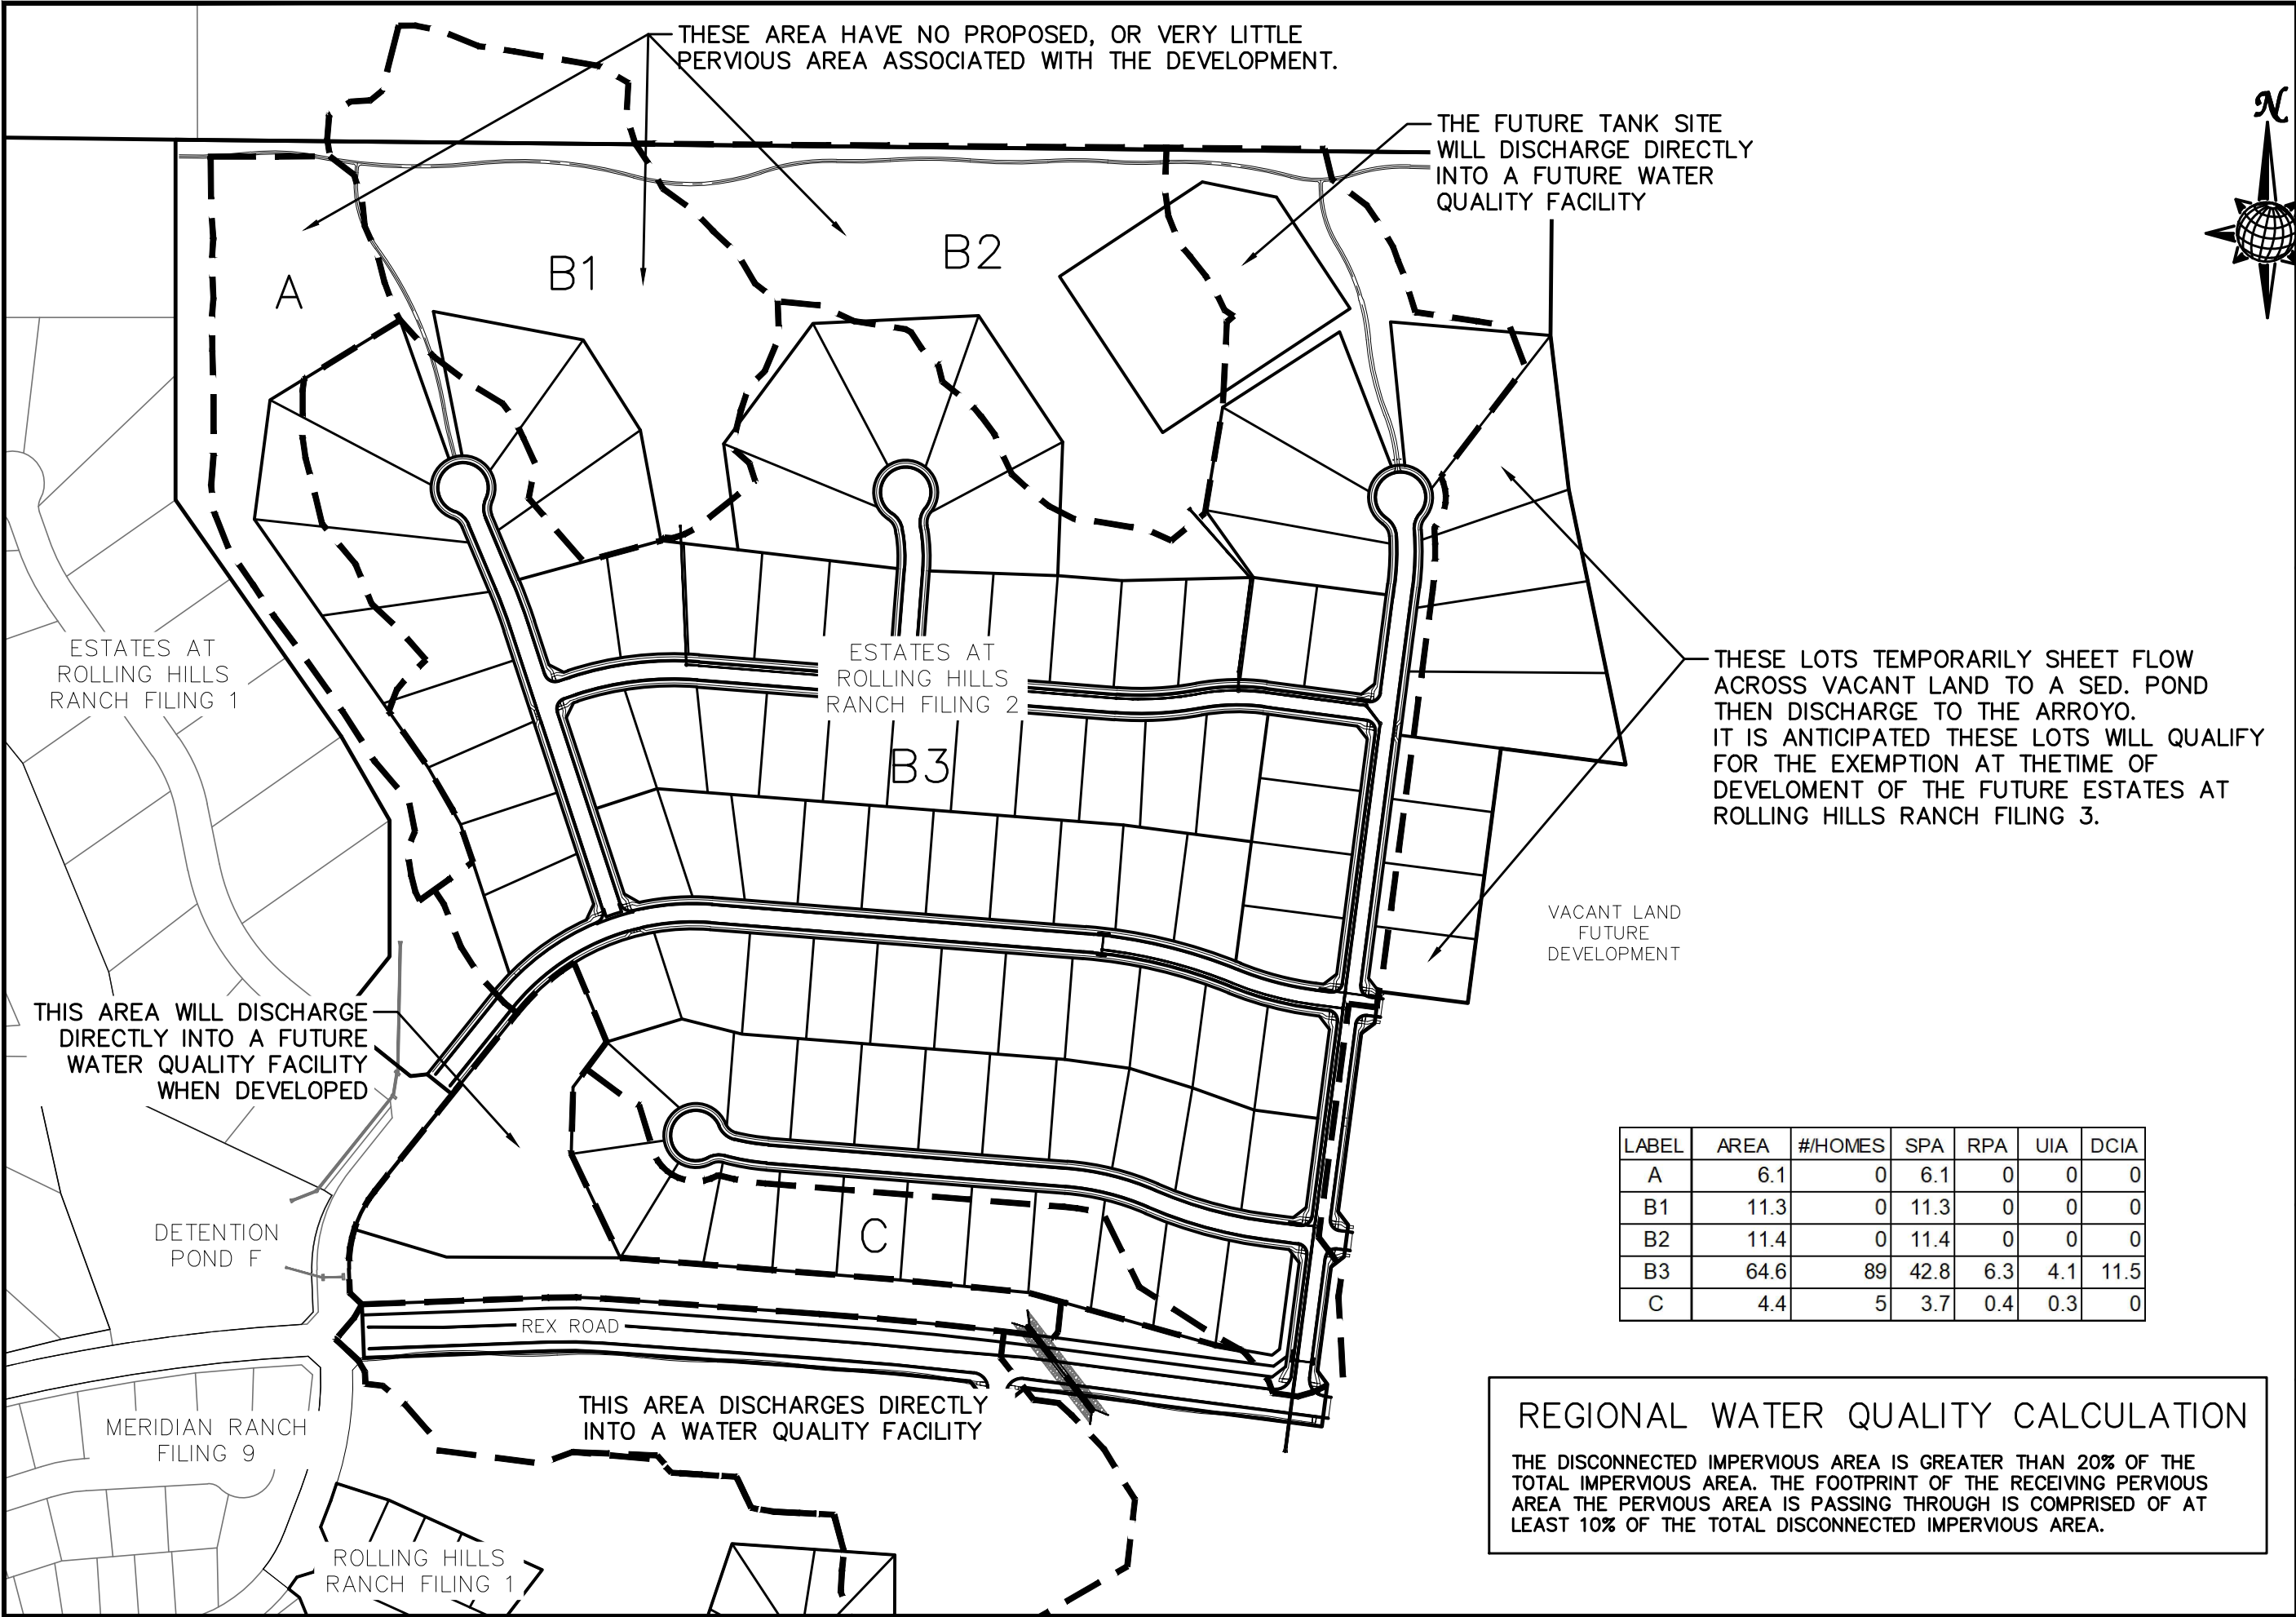 THESE AREA HAVE NO PROPOSED, OR VERY LITTLE
PERVIOUS AREA ASSOCIATED WITH THE DEVELOPMENT.
N
THE FUTURE TANK SITE
WILL DISCHARGE DIRECTLY
INTO A FUTURE WATER
QUALITY FACILITY
A
B1
B2
ESTATES AT
ROLLING HILLS
RANCH FILING 1
ESTATES AT
ROLLING HILLS
RANCH FILING 2
B3
THESE LOTS TEMPORARILY SHEET FLOW
ACROSS VACANT LAND TO A SED. POND
THEN DISCHARGE TO THE ARROYO.
IT IS ANTICIPATED THESE LOTS WILL QUALIFY
FOR THE EXEMPTION AT THETIME OF
DEVELOMENT OF THE FUTURE ESTATES AT
ROLLING HILLS RANCH FILING 3.
VACANT LAND
FUTURE
DEVELOPMENT
THIS AREA WILL DISCHARGE
DIRECTLY INTO A FUTURE
WATER QUALITY FACILITY
WHEN DEVELOPED
DETENTION
POND F
C
REX ROAD
THIS AREA DISCHARGES DIRECTLY
INTO A WATER QUALITY FACILITY
MERIDIAN RANCH
FILING 9
ROLLING HILLS
RANCH FILING 1
LABEL AREA #/HOMES SPA RPA UIA DCIA
A 6.1 0 6.1 0 0 0
B1 11.3 0 11.3 0 0 0
B2 11.4 0 11.4 0 0 0
B3 64.6 89 42.8 6.3 4.1 11.5
C 4.4 5 3.7 0.4 0.3 0
REGIONAL WATER QUALITY CALCULATION
THE DISCONNECTED IMPERVIOUS AREA IS GREATER THAN 20% OF THE
TOTAL IMPERVIOUS AREA. THE FOOTPRINT OF THE RECEIVING PERVIOUS
AREA THE PERVIOUS AREA IS PASSING THROUGH IS COMPRISED OF AT
LEAST 10% OF THE TOTAL DISCONNECTED IMPERVIOUS AREA.